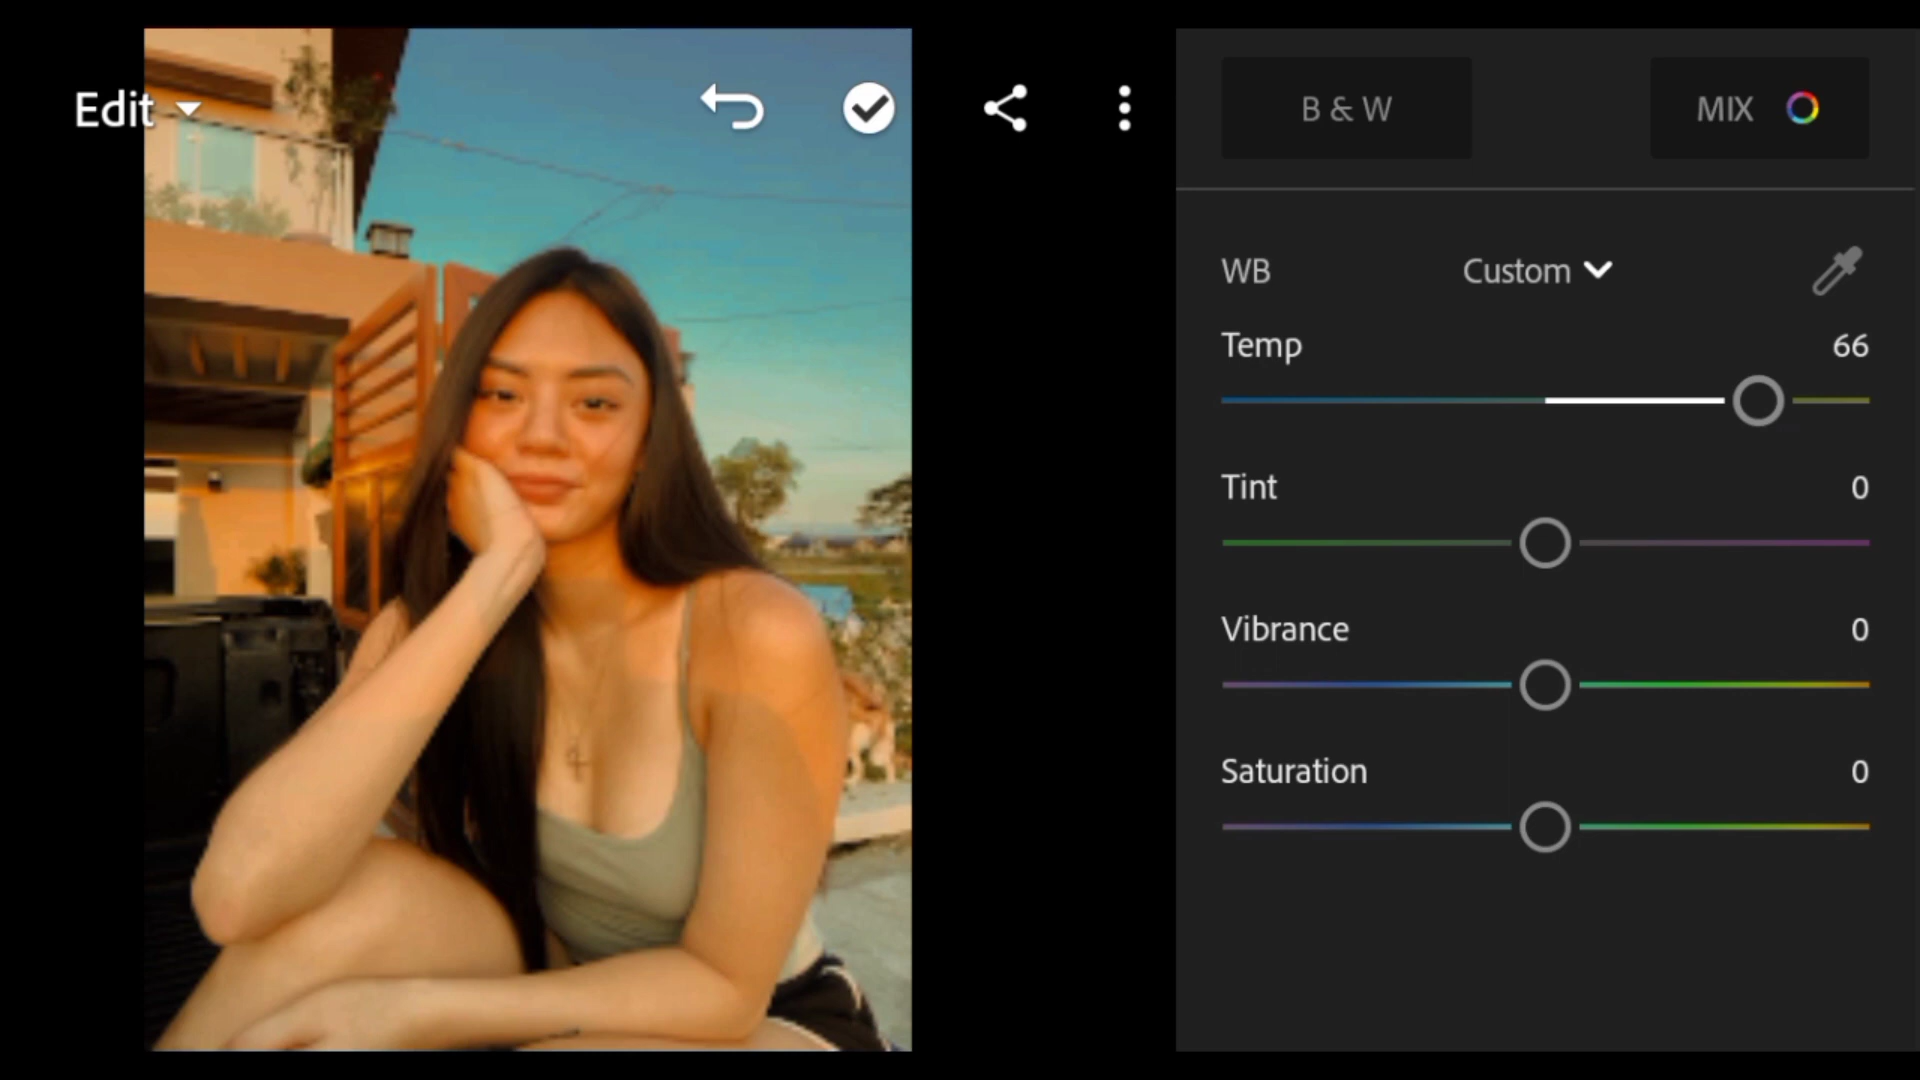 Edit
B & W
MIX
WB
Custom
Temp
66
Tint
0
Vibrance
0
Saturation
0